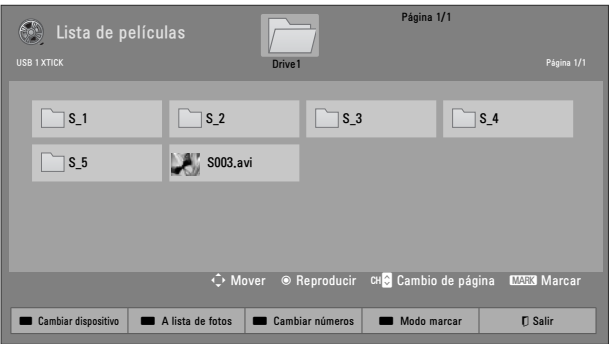 Página 1/1
Lista de películas
Drive1
USB 1 XTICK
Página 1/1
S_1
S_2
S_3
S_4
S_5
S003.avi
Mover
Reproducir
CH Cambio de página
MARK Marcar
Cambiar dispositivo
A lista de fotos
Cambiar números
Modo marcar
Salir